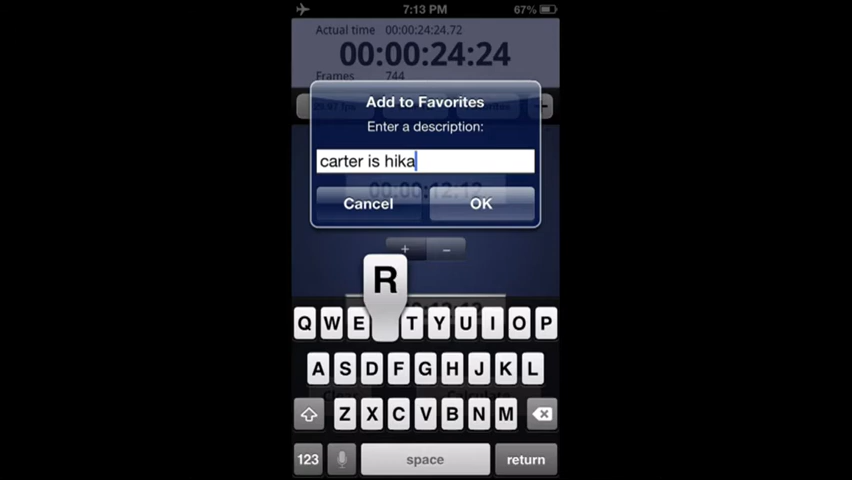 7:13 PM 67%
Actual time 00:00:24:24.72
00:00:24:24
Frames 744
Add to Favorites
Enter a description:
carter is hika
00:00:12:12
Cancel OK
+ −
R
Q W E T Y U I O P
A S D F G H J K L
Z X C V B N M
123 space return